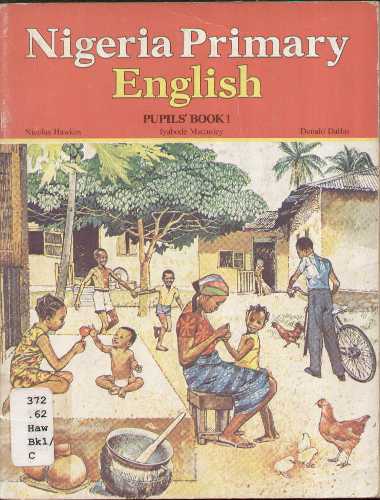 Nigeria Primary
English
PUPILS' BOOK 1
Nicolas Hawkes Iyabode Macauley Donald Dallas
372
.62
Haw
Bk1/
C